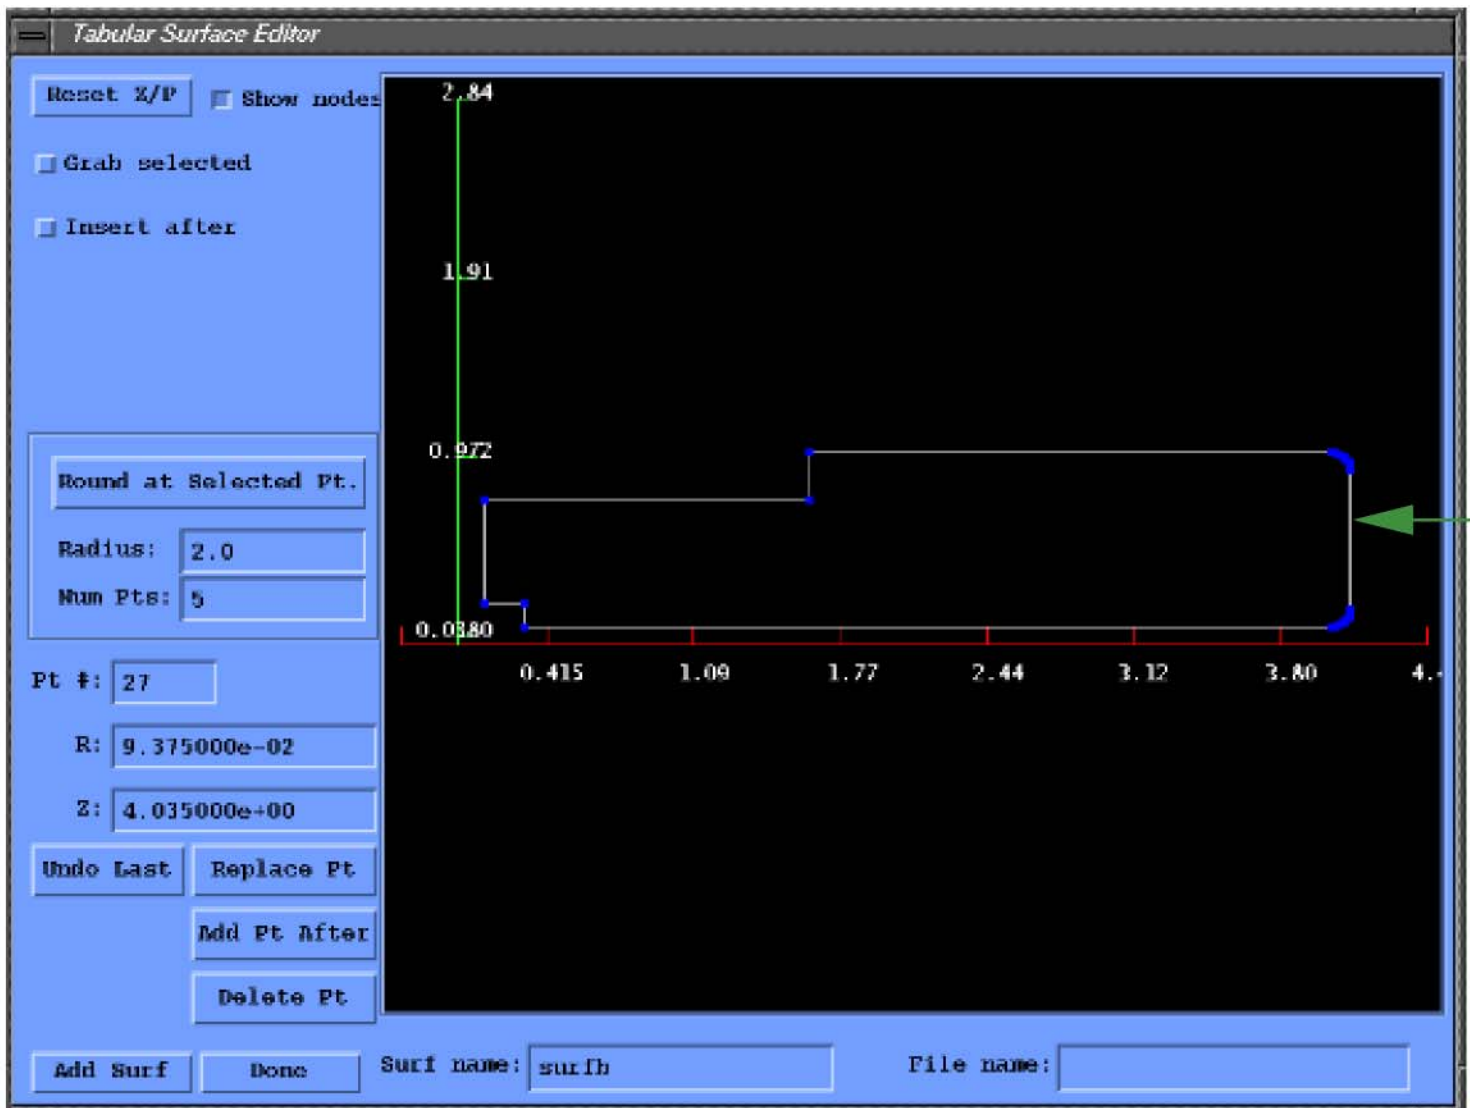 Tabular Surface Editor
Reset Z/P
Show nodes
2.84
Grab selected
Insert after
1.91
0.972
Round at Selected Pt.
Radius: 2.0
Num Pts: 5
0.0380
0.415 1.09 1.77 2.44 3.12 3.80 4.4
Pt #: 27
R: 9.375000e-02
Z: 4.035000e+00
Undo Last
Replace Pt
Add Pt After
Delete Pt
Add Surf
Done
Surf name: surfb
File name: